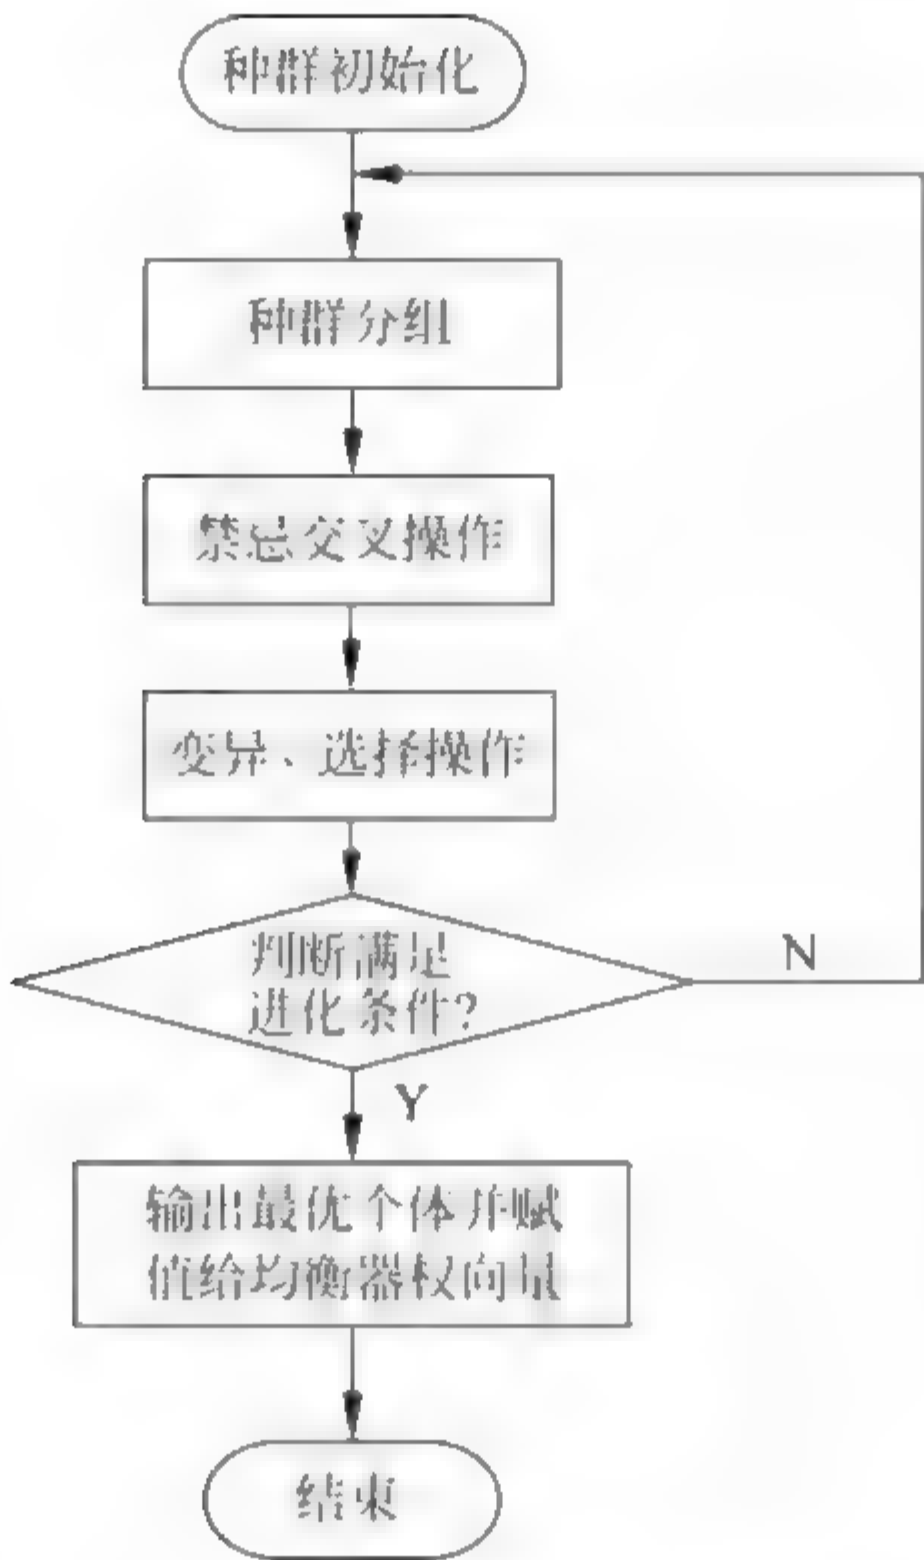 种群初始化
种群分组
禁忌交叉操作
变异、选择操作
判断满足
进化条件?
N
Y
输出最优个体并赋
值给均衡器权向量
结束